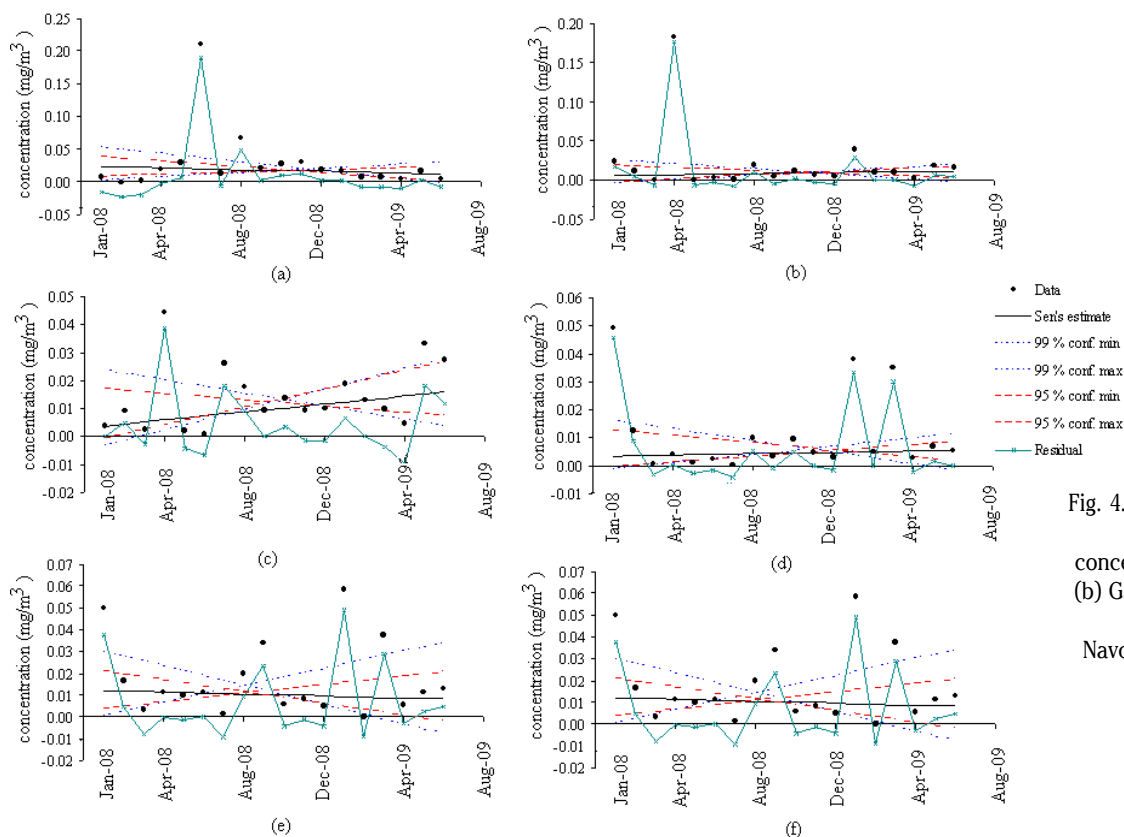 concentration (mg/m³)
0.25
0.20
0.15
0.10
0.05
0.00
-0.05
Jan-08
Apr-08
Aug-08
Dec-08
Apr-09
Aug-09
(a)
concentration (mg/m³)
0.20
0.15
0.10
0.05
0.00
-0.05
Jan-08
Apr-08
Aug-08
Dec-08
Apr-09
Aug-09
(b)
concentration (mg/m³)
0.05
0.04
0.03
0.02
0.01
0.00
-0.01
-0.02
Jan-08
Apr-08
Aug-08
Dec-08
Apr-09
Aug-09
(c)
concentration (mg/m³)
0.06
0.05
0.04
0.03
0.02
0.01
0.00
-0.01
Jan-08
Apr-08
Aug-08
Dec-08
Apr-09
Aug-09
(d)
Data
Sen's estimate
99 % conf. min
99 % conf. max
95 % conf. min
95 % conf. max
Residual
Fig. 4.
conce
(b) G
Navo
concentration (mg/m³)
0.07
0.06
0.05
0.04
0.03
0.02
0.01
0.00
-0.01
-0.02
Jan-08
Apr-08
Aug-08
Dec-08
Apr-09
Aug-09
(e)
concentration (mg/m³)
0.07
0.06
0.05
0.04
0.03
0.02
0.01
0.00
-0.01
-0.02
Jan-08
Apr-08
Aug-08
Dec-08
Apr-09
Aug-09
(f)